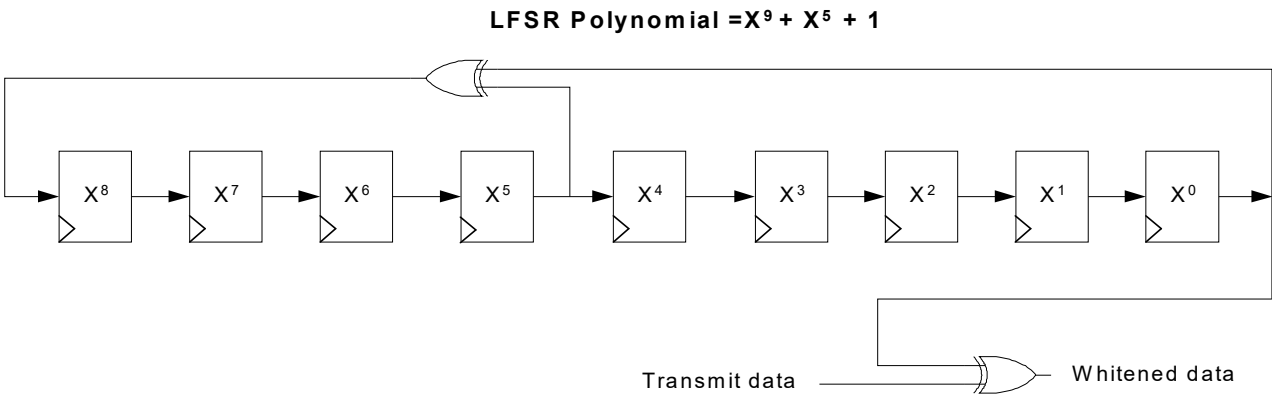 LFSR Polynomial =X⁹ + X⁵ + 1
X⁸ X⁷ X⁶ X⁵ X⁴ X³ X² X¹ X⁰
Transmit data
Whitened data